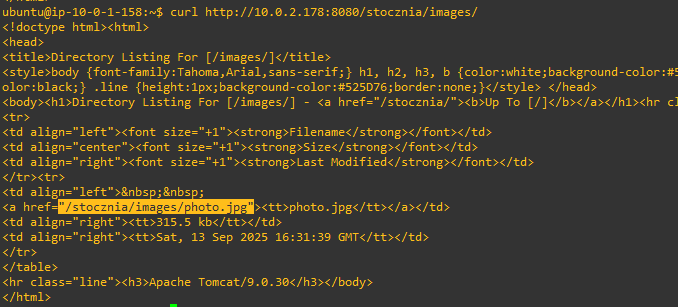 ubuntu@ip-10-0-1-158:~$ curl http://10.0.2.178:8080/stocznia/images/
<!doctype html><html>
<head>
<title>Directory Listing For [/images/]</title>
<style>body {font-family:Tahoma,Arial,sans-serif;} h1, h2, h3, b {color:white;background-color:#5
olor:black;} .line {height:1px;background-color:#525D76;border:none;}</style> </head>
<body><h1>Directory Listing For [/images/] - <a href="/stocznia/"><b>Up To [/]</b></a></h1><hr c
<tr>
<td align="left"><font size="+1"><strong>Filename</strong></font></td>
<td align="center"><font size="+1"><strong>Size</strong></font></td>
<td align="right"><font size="+1"><strong>Last Modified</strong></font></td>
</tr><tr>
<td align="left">&nbsp;&nbsp;
<a href="/stocznia/images/photo.jpg"><tt>photo.jpg</tt></a></td>
<td align="right"><tt>315.5 kb</tt></td>
<td align="right"><tt>Sat, 13 Sep 2025 16:31:39 GMT</tt></td>
</tr>
</table>
<hr class="line"><h3>Apache Tomcat/9.0.30</h3></body>
</html>